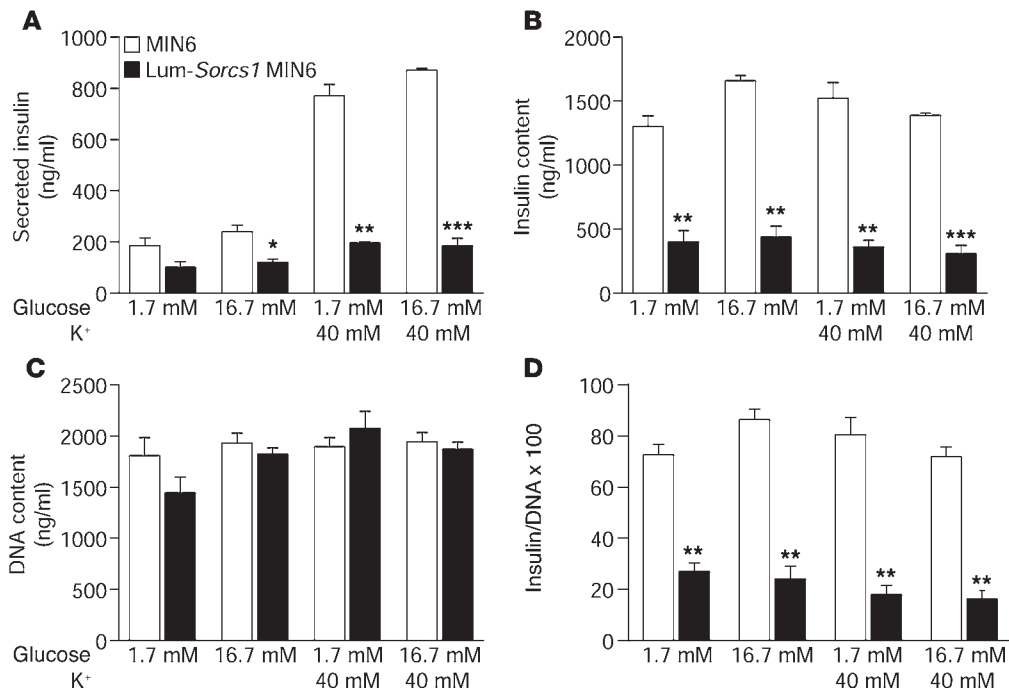 A
B
1000
800
600
400
200
0
Secreted insulin
(ng/ml)
MIN6
Lum-Sorcs1 MIN6
*
**
***
Glucose 1.7 mM 16.7 mM 1.7 mM 16.7 mM
K+ 40 mM 40 mM
2000
1500
1000
500
0
Insulin content
(ng/ml)
**
**
**
***
1.7 mM 16.7 mM 1.7 mM 16.7 mM
40 mM 40 mM
C
D
2500
2000
1500
1000
500
0
DNA content
(ng/ml)
Glucose 1.7 mM 16.7 mM 1.7 mM 16.7 mM
K+ 40 mM 40 mM
100
80
60
40
20
0
Insulin/DNA x 100
**
**
**
**
1.7 mM 16.7 mM 1.7 mM 16.7 mM
40 mM 40 mM